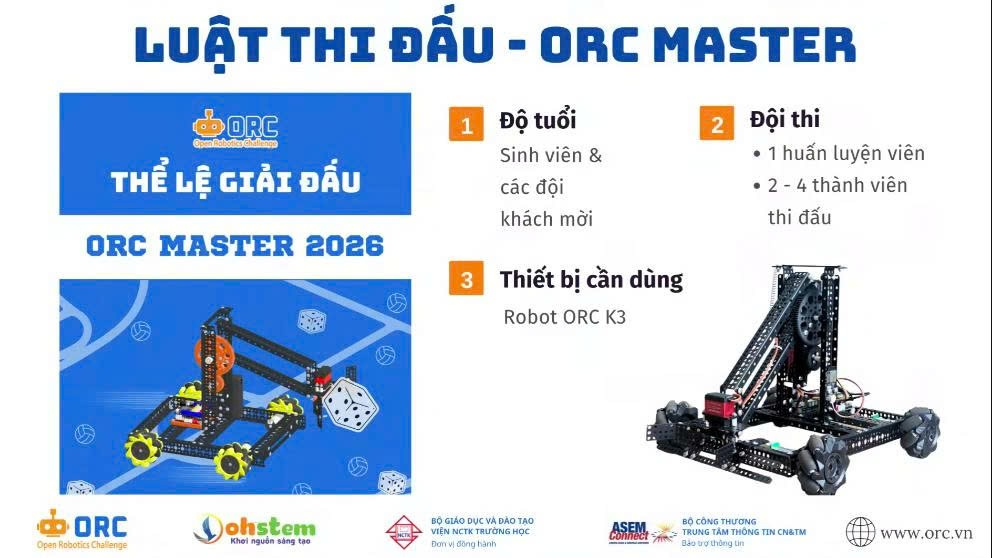 LUẬT THI ĐẤU - ORC MASTER
ORC
Open Robotics Challenge
THỂ LỆ GIẢI ĐẤU
ORC MASTER 2026
1
Độ tuổi
Sinh viên &
các đội
khách mời
2
Đội thi
• 1 huấn luyện viên
• 2 - 4 thành viên
thi đấu
3
Thiết bị cần dùng
Robot ORC K3
ORC
Open Robotics Challenge
ohstem
Khơi nguồn sáng tạo
NCTK
BỘ GIÁO DỤC VÀ ĐÀO TẠO
VIỆN NCTK TRƯỜNG HỌC
Đơn vị đồng hành
ASEM
Connect
BỘ CÔNG THƯƠNG
TRUNG TÂM THÔNG TIN CN&TM
Bảo trợ thông tin
www.orc.vn